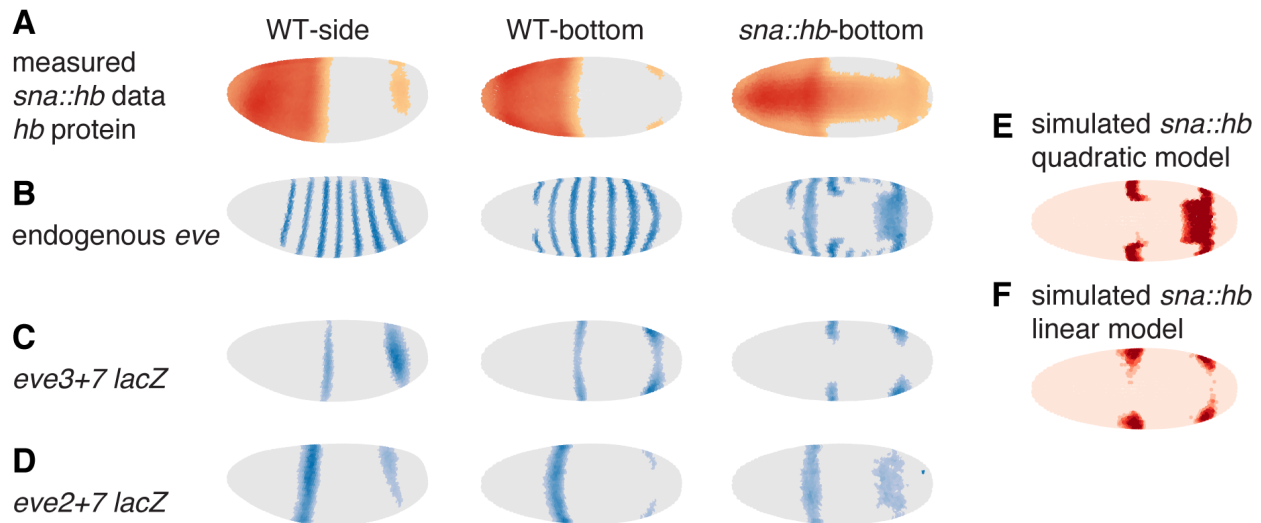 A
WT-side
WT-bottom
sna::hb-bottom
measured
sna::hb data
hb protein
B
endogenous eve
C
eve3+7 lacZ
D
eve2+7 lacZ
E simulated sna::hb
quadratic model
F simulated sna::hb
linear model